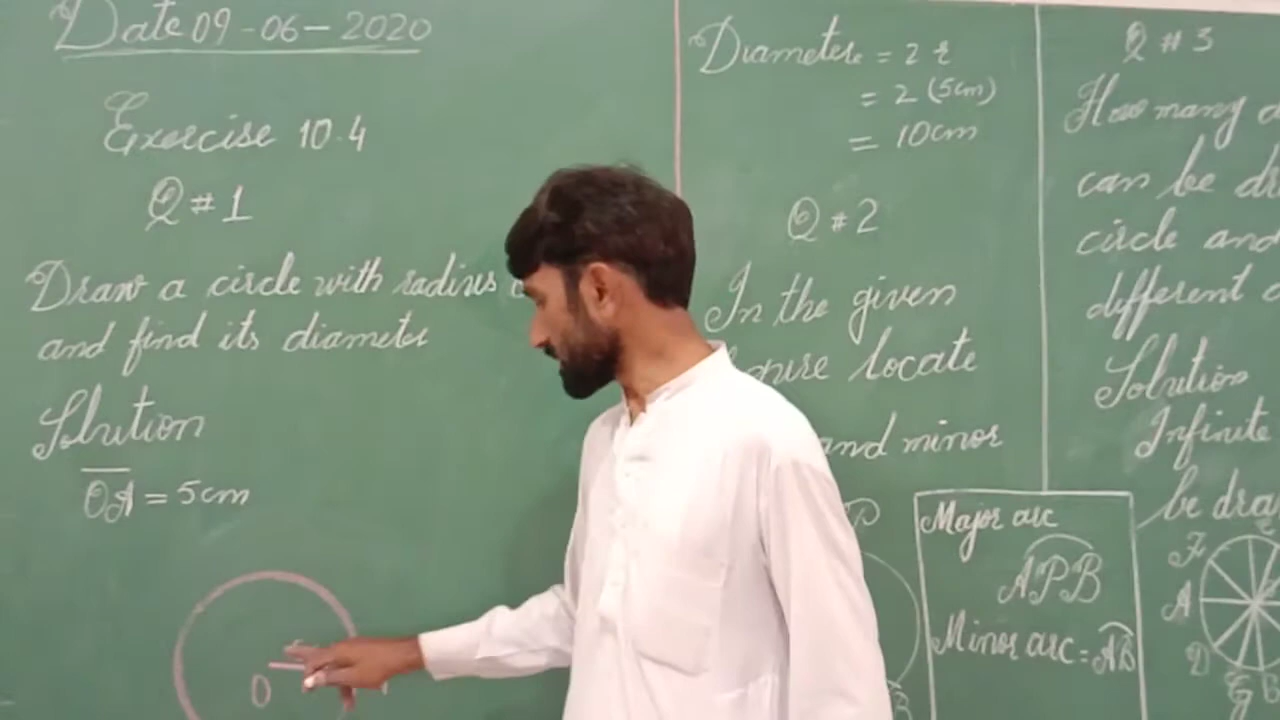 Date 09-06-2020
Exercise 10.4
Q # 1
Draw a circle with radius
and find its diameter
Solution
OA = 5cm
O
Diameter = 2 r
= 2 (5cm)
= 10cm
Q # 2
In the given
locate
and minor
P
B
Major arc
APB
Minor arc = AB
Q # 3
How many
can be
circle and
different
Solution
Infinite
be
F
A
D
G